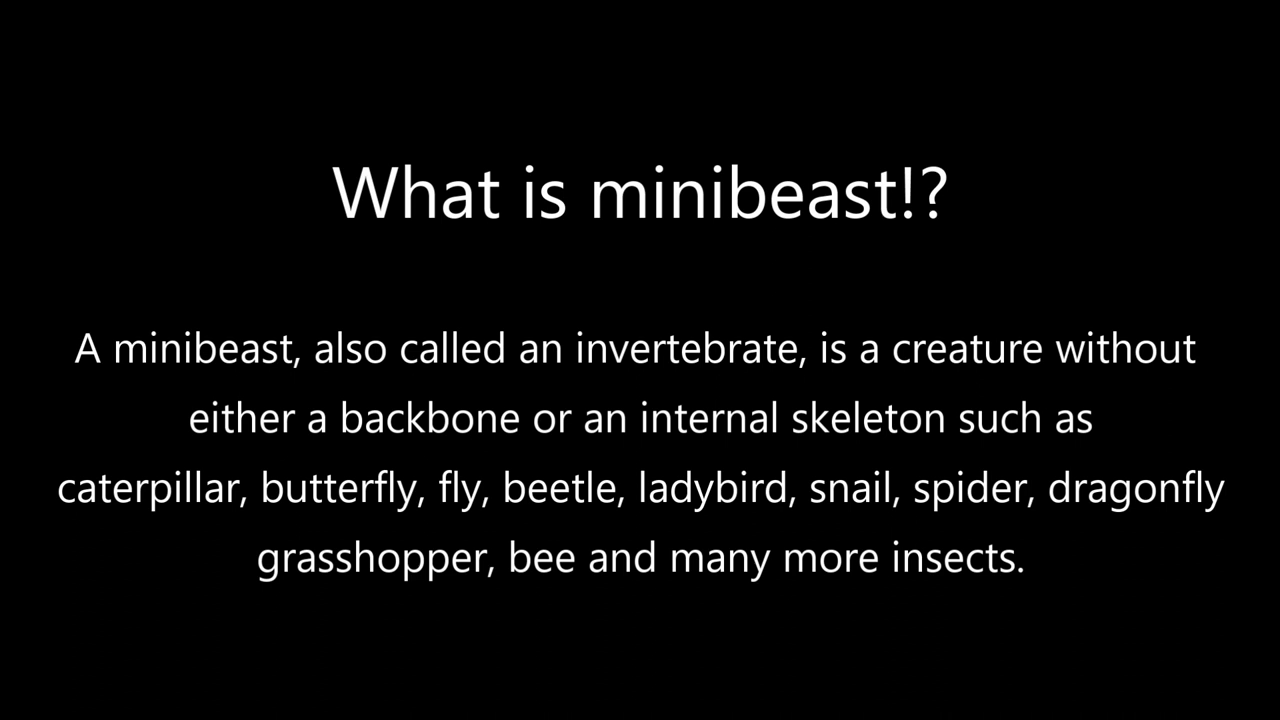 What is minibeast!?
A minibeast, also called an invertebrate, is a creature without
either a backbone or an internal skeleton such as
caterpillar, butterfly, fly, beetle, ladybird, snail, spider, dragonfly
grasshopper, bee and many more insects.